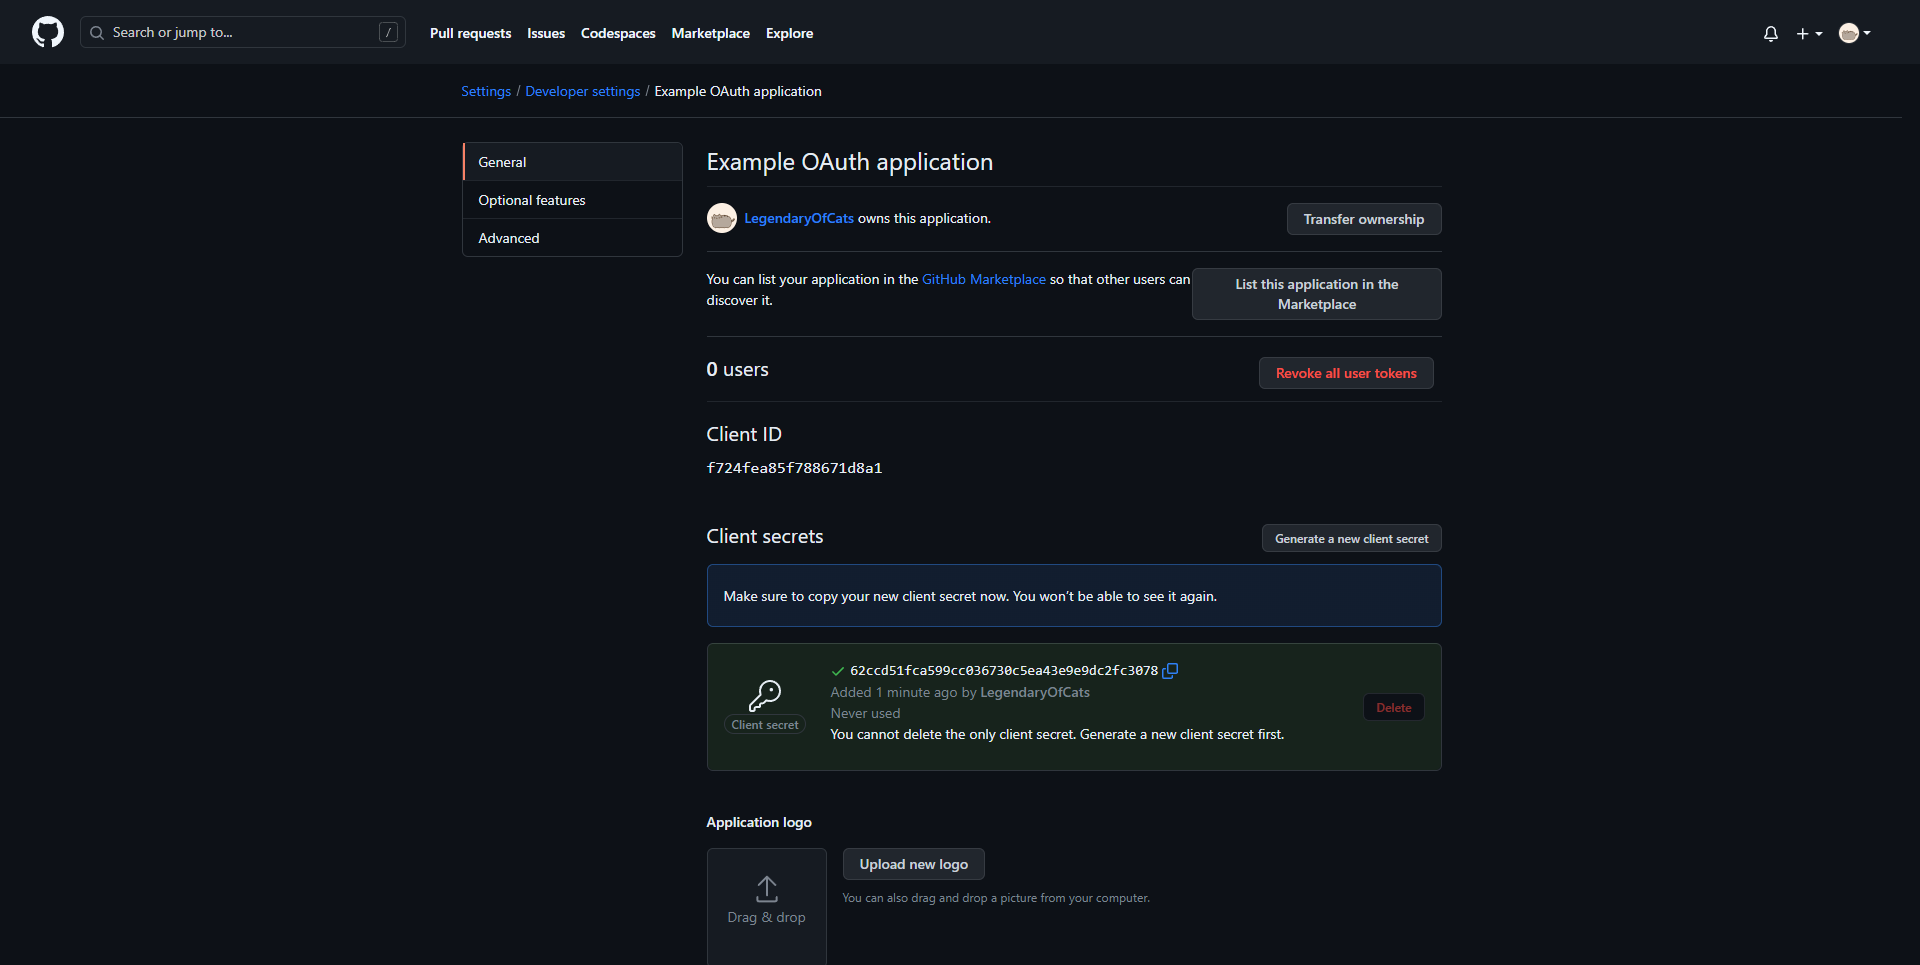 Search or jump to...
/
Pull requests
Issues
Codespaces
Marketplace
Explore
Settings / Developer settings / Example OAuth application
General
Optional features
Advanced
Example OAuth application
LegendaryOfCats owns this application.
Transfer ownership
You can list your application in the GitHub Marketplace so that other users can
discover it.
List this application in the
Marketplace
0 users
Revoke all user tokens
Client ID
f724fea85f788671d8a1
Client secrets
Generate a new client secret
Make sure to copy your new client secret now. You won’t be able to see it again.
62ccd51fca599cc036730c5ea43e9e9dc2fc3078
Added 1 minute ago by LegendaryOfCats
Never used
You cannot delete the only client secret. Generate a new client secret first.
Client secret
Delete
Application logo
Drag & drop
Upload new logo
You can also drag and drop a picture from your computer.